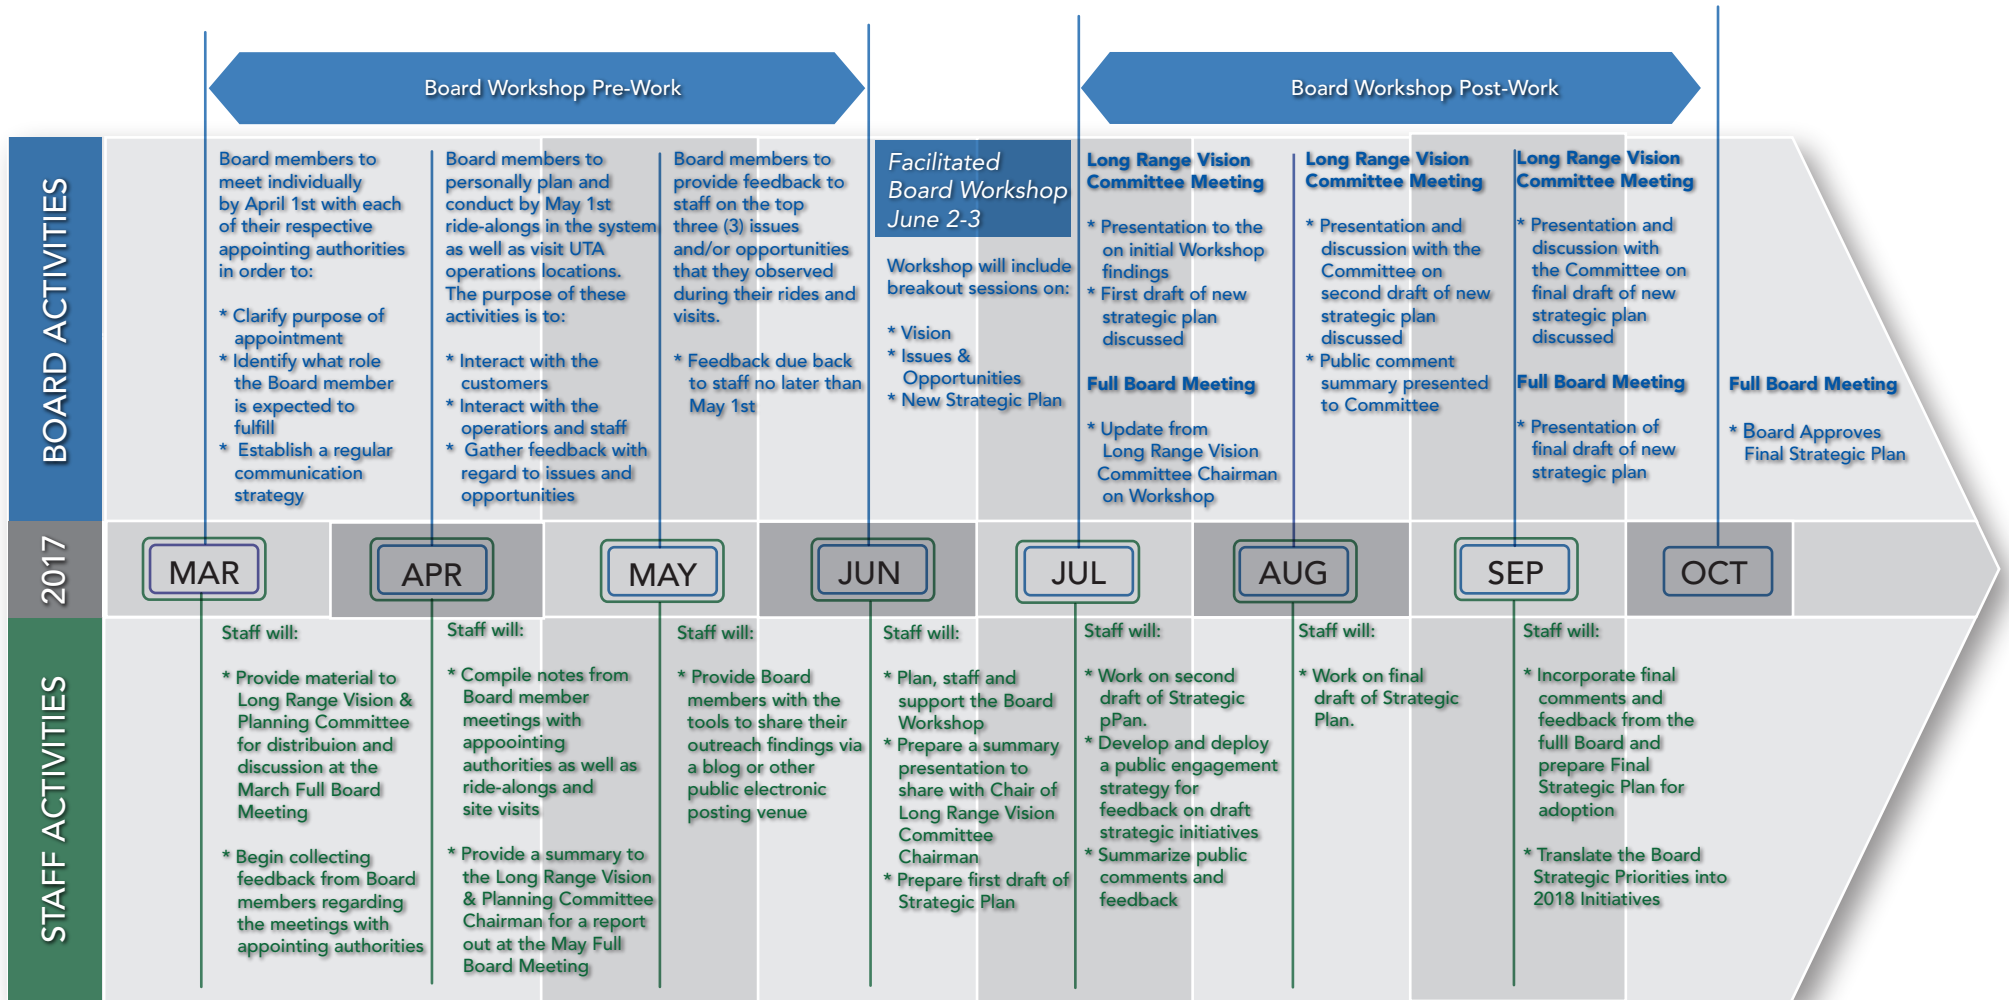 Board Workshop Pre-Work
Board Workshop Post-Work
BOARD ACTIVITIES
Board members to
meet individually
by April 1st with each
of their respective
appointing authorities
in order to:
* Clarify purpose of
appointment
* Identify what role
the Board member
is expected to
fulfill
* Establish a regular
communication
strategy
Board members to
personally plan and
conduct by May 1st
ride-alongs in the system
as well as visit UTA
operations locations.
The purpose of these
activities is to:
* Interact with the
customers
* Interact with the
operatiors and staff
* Gather feedback with
regard to issues and
opportunities
Board members to
provide feedback to
staff on the top
three (3) issues
and/or opportunities
that they observed
during their rides and
visits.
* Feedback due back
to staff no later than
May 1st
Facilitated
Board Workshop
June 2-3
Workshop will include
breakout sessions on:
* Vision
* Issues &
Opportunities
* New Strategic Plan
Long Range Vision
Committee Meeting
* Presentation to the
on initial Workshop
findings
* First draft of new
strategic plan
discussed
Full Board Meeting
* Update from
Long Range Vision
Committee Chairman
on Workshop
Long Range Vision
Committee Meeting
* Presentation and
discussion with the
Committee on
second draft of new
strategic plan
discussed
* Public comment
summary presented
to Committee
Long Range Vision
Committee Meeting
* Presentation and
discussion with
the Committee on
final draft of new
strategic plan
discussed
Full Board Meeting
* Presentation of
final draft of new
strategic plan
Full Board Meeting
* Board Approves
Final Strategic Plan
2017
MAR
APR
MAY
JUN
JUL
AUG
SEP
OCT
STAFF ACTIVITIES
Staff will:
* Provide material to
Long Range Vision &
Planning Committee
for distribuion and
discussion at the
March Full Board
Meeting
* Begin collecting
feedback from Board
members regarding
the meetings with
appointing authorities
Staff will:
* Compile notes from
Board member
meetings with
appoointing
authorities as well as
ride-alongs and
site visits
* Provide a summary to
the Long Range Vision
& Planning Committee
Chairman for a report
out at the May Full
Board Meeting
Staff will:
* Provide Board
members with the
tools to share their
outreach findings via
a blog or other
public electronic
posting venue
Staff will:
* Plan, staff and
support the Board
Workshop
* Prepare a summary
presentation to
share with Chair of
Long Range Vision
Committee
Chairman
* Prepare first draft of
Strategic Plan
Staff will:
* Work on second
draft of Strategic
pPan.
* Develop and deploy
a public engagement
strategy for
feedback on draft
strategic initiatives
* Summarize public
comments and
feedback
Staff will:
* Work on final
draft of Strategic
Plan.
Staff will:
* Incorporate final
comments and
feedback from the
fulll Board and
prepare Final
Strategic Plan for
adoption
* Translate the Board
Strategic Priorities into
2018 Initiatives